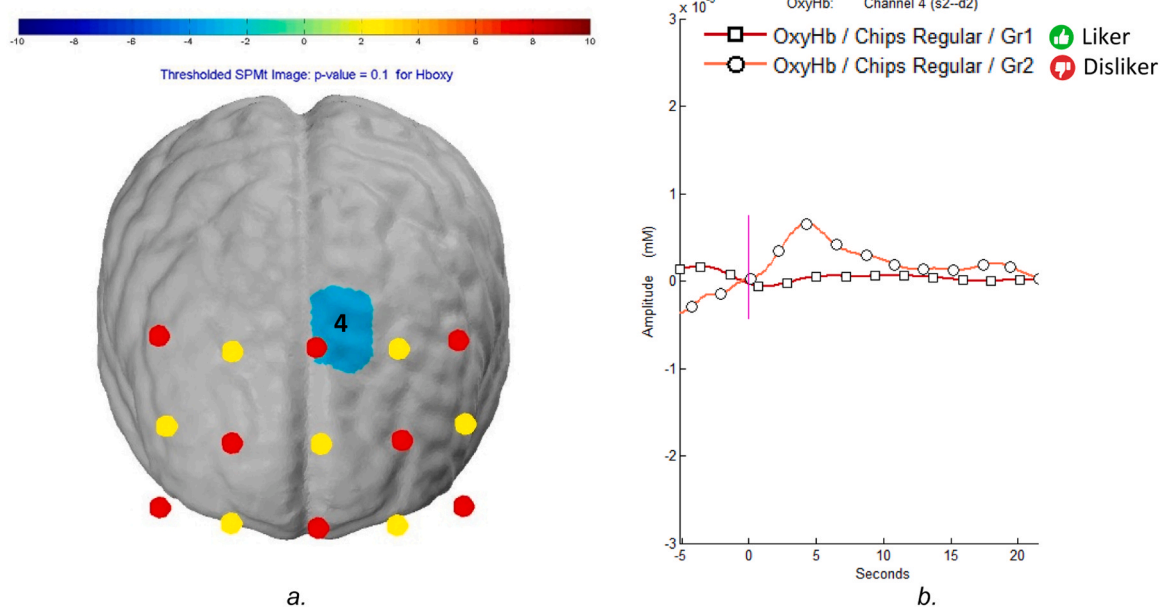 -10 -8 -6 -4 -2 0 2 4 6 8 10
Thresholded SPMt Image: p-value = 0.1 for Hboxy
4
a.
OxyHb: Channel 4 (s2--d2)
OxyHb / Chips Regular / Gr1 Liker
OxyHb / Chips Regular / Gr2 Disliker
3
2
1
0
-1
-2
-3
Amplitude (mM)
-5 0 5 10 15 20
Seconds
b.